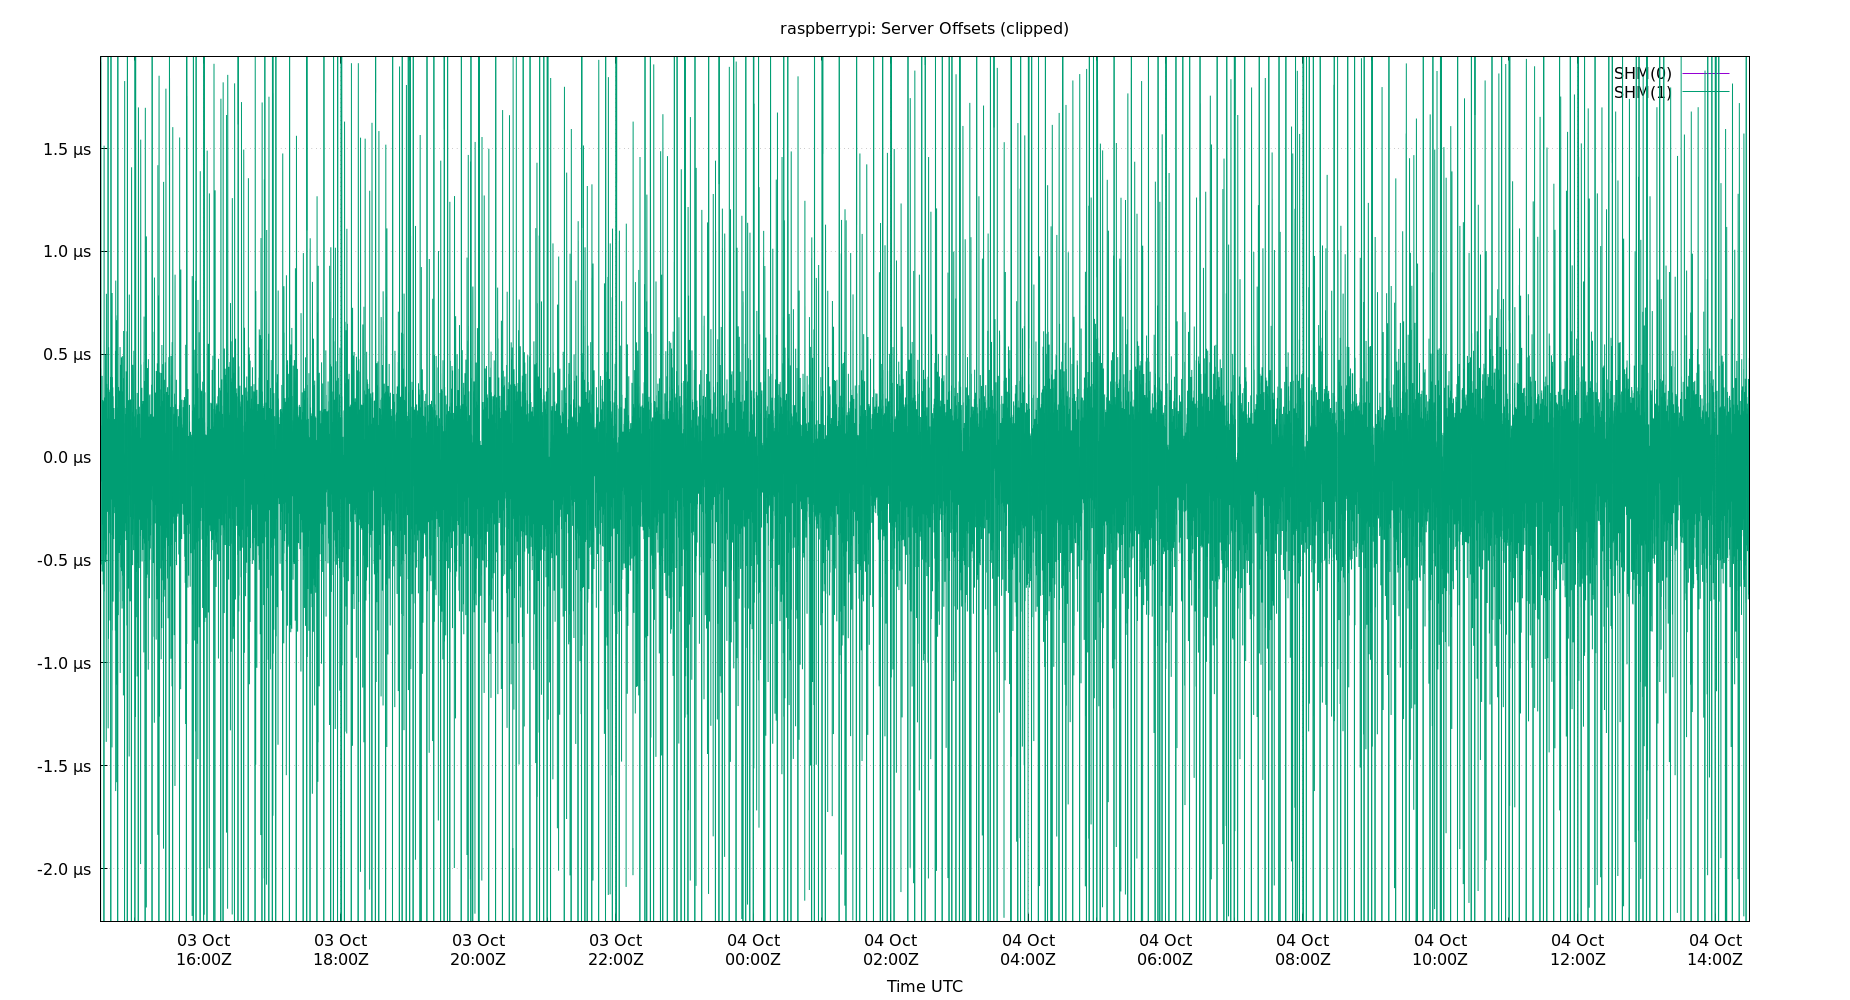 raspberrypi: Server Offsets (clipped)
SHM(0)
SHM(1)
1.5 µs
1.0 µs
0.5 µs
0.0 µs
-0.5 µs
-1.0 µs
-1.5 µs
-2.0 µs
03 Oct 03 Oct 03 Oct 03 Oct 04 Oct 04 Oct 04 Oct 04 Oct 04 Oct 04 Oct 04 Oct 04 Oct
16:00Z 18:00Z 20:00Z 22:00Z 00:00Z 02:00Z 04:00Z 06:00Z 08:00Z 10:00Z 12:00Z 14:00Z
Time UTC